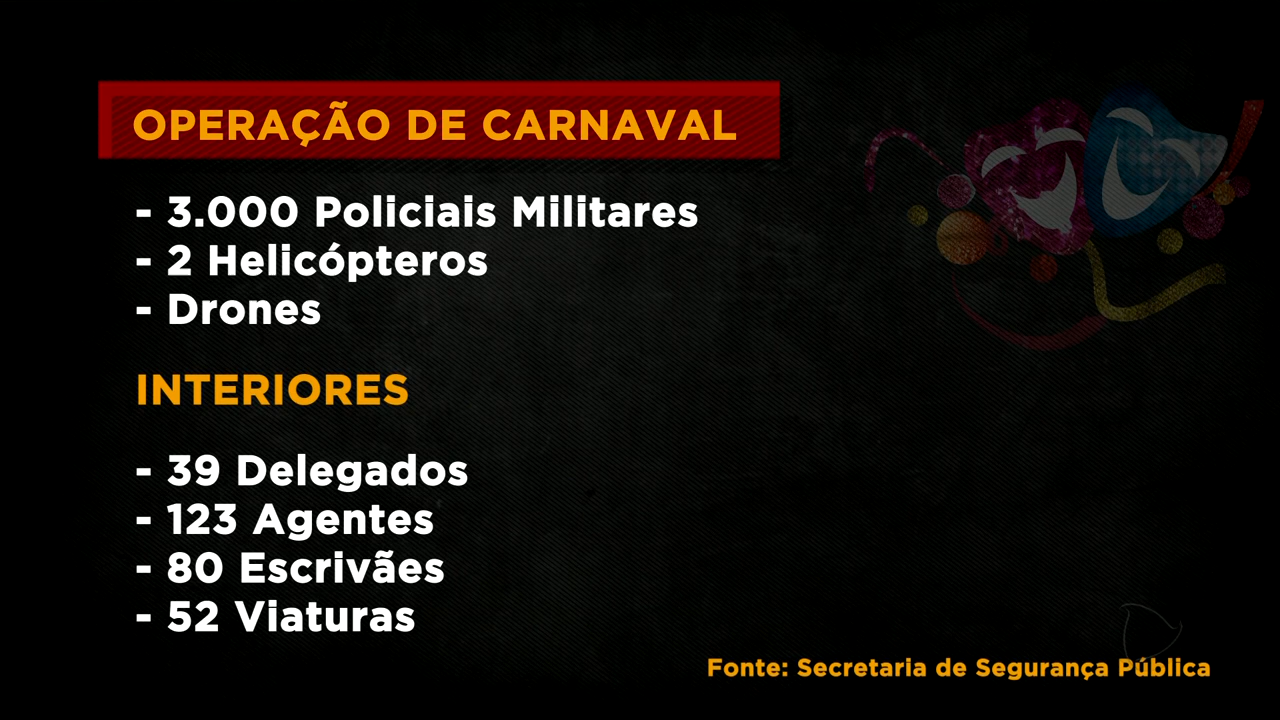 OPERAÇÃO DE CARNAVAL
- 3.000 Policiais Militares
- 2 Helicópteros
- Drones
INTERIORES
- 39 Delegados
- 123 Agentes
- 80 Escrivães
- 52 Viaturas
Fonte: Secretaria de Segurança Pública